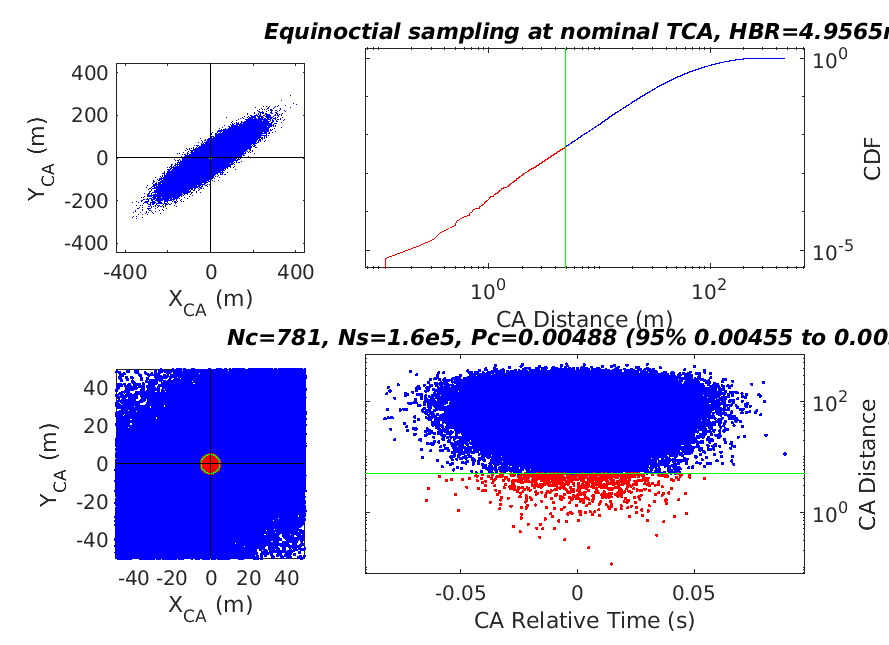 Equinoctial sampling at nominal TCA, HBR=4.9565m
400
200
0
-200
-400
Y_CA (m)
-400 0 400
X_CA (m)
10^0
10^-5
CDF
10^0 10^2
CA Distance (m)
Nc=781, Ns=1.6e5, Pc=0.00488 (95% 0.00455 to 0.00
40
20
0
-20
-40
Y_CA (m)
-40 -20 0 20 40
X_CA (m)
10^2
10^0
CA Distance
-0.05 0 0.05
CA Relative Time (s)